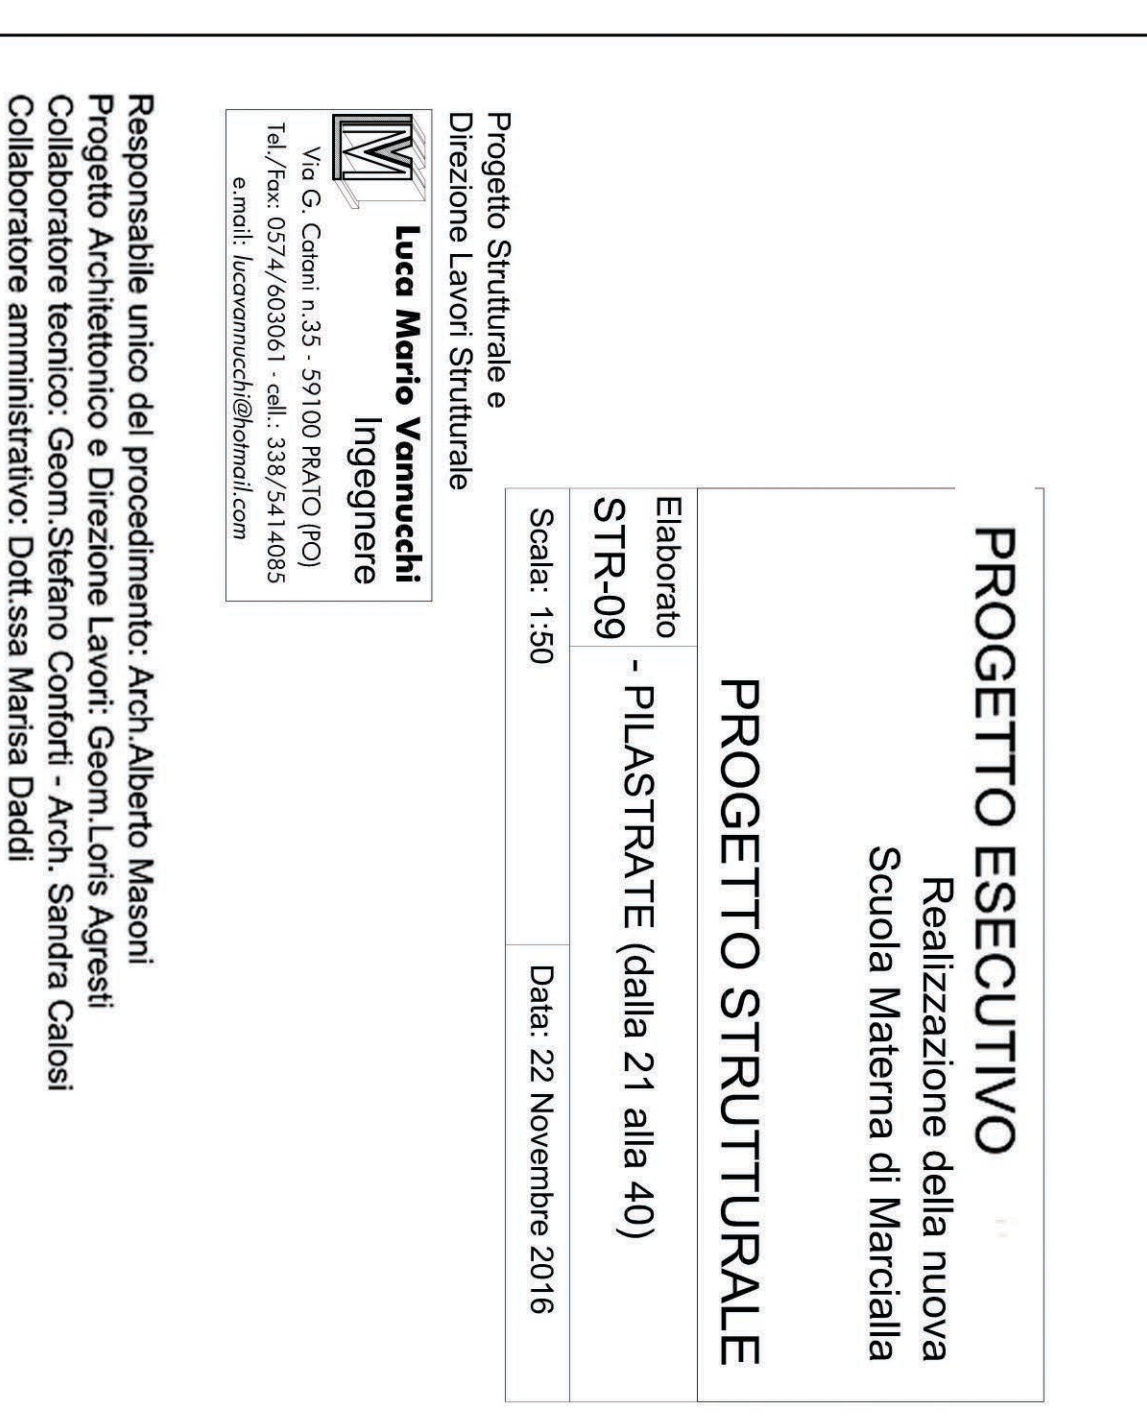 PROGETTO ESECUTIVO
Realizzazione della nuova
Scuola Materna di Marcialla
PROGETTO STRUTTURALE
Elaborato
STR-09
- PILASTRATE (dalla 21 alla 40)
Scala: 1:50
Data: 22 Novembre 2016
Progetto Strutturale e
Direzione Lavori Strutturale
Luca Mario Vannucchi
Ingegnere
Via G. Catani n.35 - 59100 PRATO (PO)
Tel./Fax: 0574/603061 - cell.: 338/5414085
e.mail: lucavannucchi@hotmail.com
Responsabile unico del procedimento: Arch.Alberto Masoni
Progetto Architettonico e Direzione Lavori: Geom.Loris Agresti
Collaboratore tecnico: Geom.Stefano Conforti - Arch. Sandra Calosi
Collaboratore amministrativo: Dott.ssa Marisa Daddi